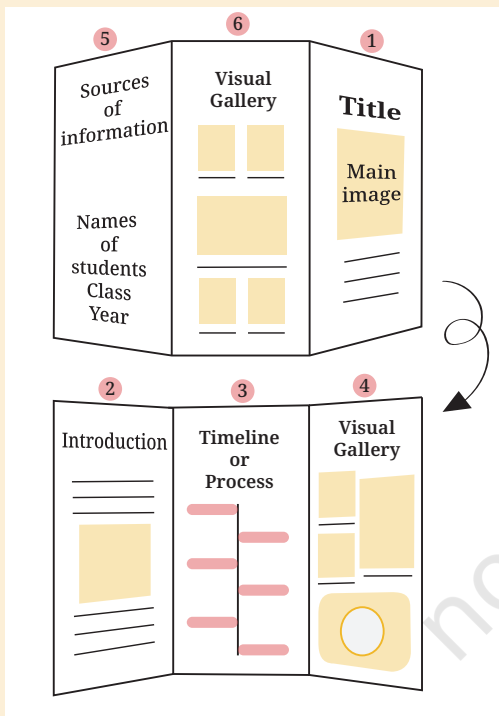 5
6
1
Sources
of
information
Names
of
students
Class
Year
Visual
Gallery
Title
Main
image
2
3
4
Introduction
Timeline
or
Process
Visual
Gallery
no